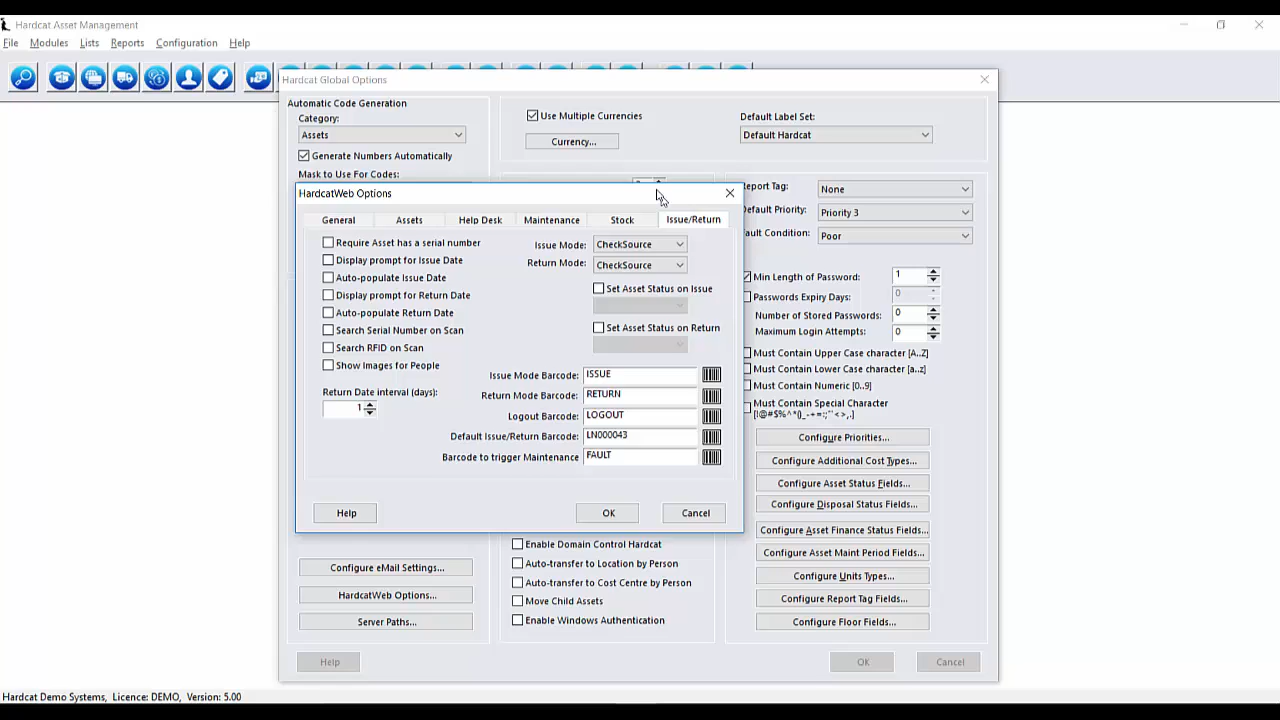 Hardcat Asset Management
File Modules Lists Reports Configuration Help
Hardcat Global Options
Automatic Code Generation
Category:
Assets
Generate Numbers Automatically
Mask to Use For Codes:
Use Multiple Currencies
Currency...
Default Label Set:
Default Hardcat
HardcatWeb Options
General Assets Help Desk Maintenance Stock Issue/Return
Require Asset has a serial number
Display prompt for Issue Date
Auto-populate Issue Date
Display prompt for Return Date
Auto-populate Return Date
Search Serial Number on Scan
Search RFID on Scan
Show Images for People
Return Date interval (days):
1
Issue Mode: CheckSource
Return Mode: CheckSource
Set Asset Status on Issue
Set Asset Status on Return
Issue Mode Barcode: ISSUE
Return Mode Barcode: RETURN
Logout Barcode: LOGOUT
Default Issue/Return Barcode: LN000043
Barcode to trigger Maintenance FAULT
Help OK Cancel
Report Tag: None
Default Priority: Priority 3
ault Condition: Poor
Min Length of Password: 1
Passwords Expiry Days: 0
Number of Stored Passwords: 0
Maximum Login Attempts: 0
Must Contain Upper Case character [A..Z]
Must Contain Lower Case character [a..z]
Must Contain Numeric [0..9]
Must Contain Special Character
Configure Priorities...
Configure Additional Cost Types...
Configure Asset Status Fields...
Configure Disposal Status Fields...
Configure Asset Finance Status Fields...
Configure Asset Maint Period Fields...
Configure Units Types...
Configure Report Tag Fields...
Configure Floor Fields...
Enable Domain Control Hardcat
Auto-transfer to Location by Person
Auto-transfer to Cost Centre by Person
Move Child Assets
Enable Windows Authentication
Configure eMail Settings...
HardcatWeb Options...
Server Paths...
Help OK Cancel
Hardcat Demo Systems, Licence: DEMO, Version: 5.00